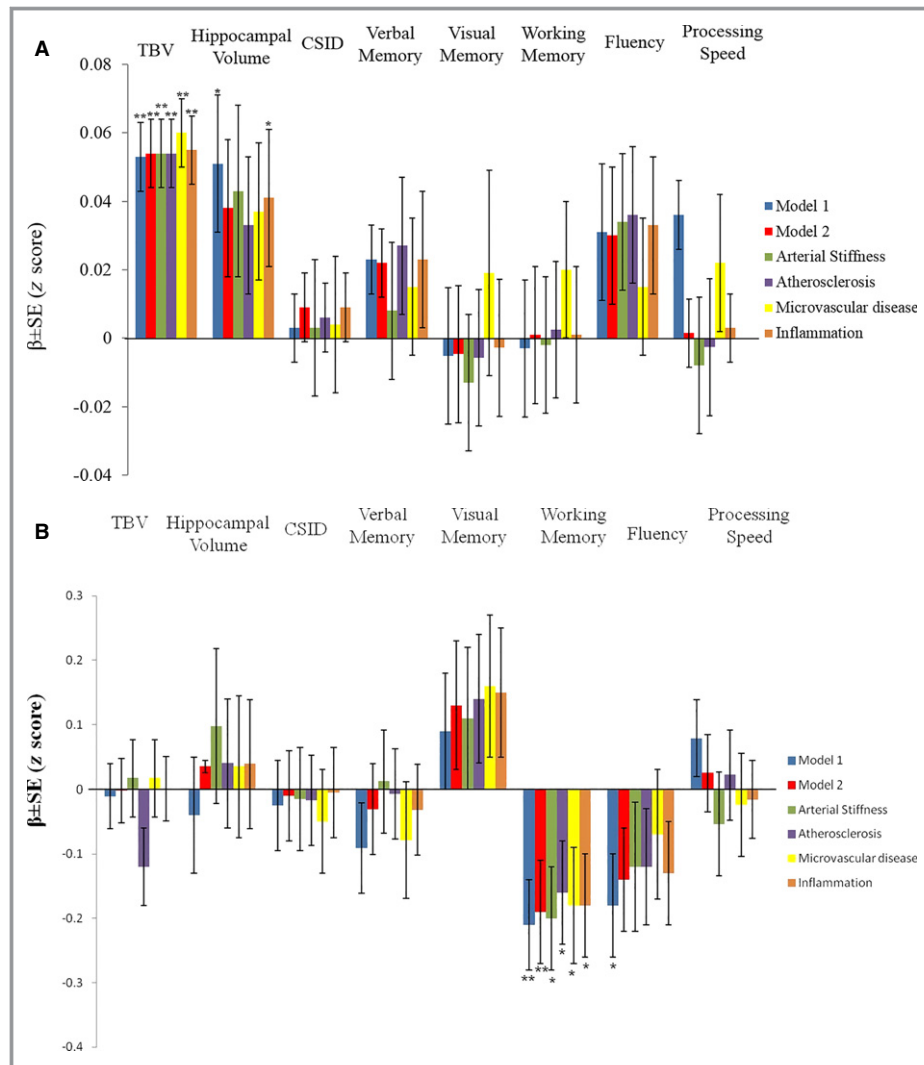 A
TBV
Hippocampal
Volume
CSID
Verbal
Memory
Visual
Memory
Working
Memory
Fluency
Processing
Speed
0.08
0.06
0.04
0.02
0
-0.02
-0.04
β±SE (z score)
** ** ** ** ** **
* *
Model 1
Model 2
Arterial Stiffness
Atherosclerosis
Microvascular disease
Inflammation
B
TBV
Hippocampal
Volume
CSID
Verbal
Memory
Visual
Memory
Working
Memory
Fluency
Processing
Speed
0.3
0.2
0.1
0
-0.1
-0.2
-0.3
-0.4
β±SE (z score)
** ** * * * *
*
Model 1
Model 2
Arterial Stiffness
Atherosclerosis
Microvascular disease
Inflammation